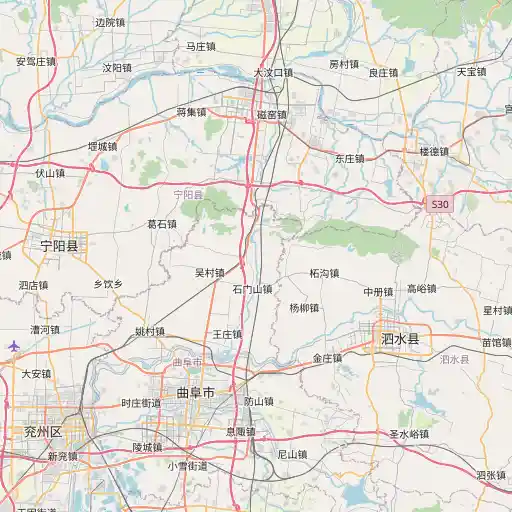 边院镇
马庄镇
安驾庄镇
汶阳镇
大汶口镇
房村镇
良庄镇
天宝镇
蒋集镇
磁窑镇
埋城镇
东庄镇
楼德镇
伏山镇
宁阳县
S30
葛石镇
宁阳县
吴村镇
柘沟镇
泗店镇
乡饮乡
石门山镇
中册镇
高峪镇
杨柳镇
星村镇
漕河镇
姚村镇
王庄镇
泗水县
苗馆镇
曲阜市
金庄镇
泗水县
大安镇
曲阜市
时庄街道
防山镇
兖州区
息陬镇
圣水峪镇
陵城镇
新兖镇
小雪街道
尼山镇
泗张镇